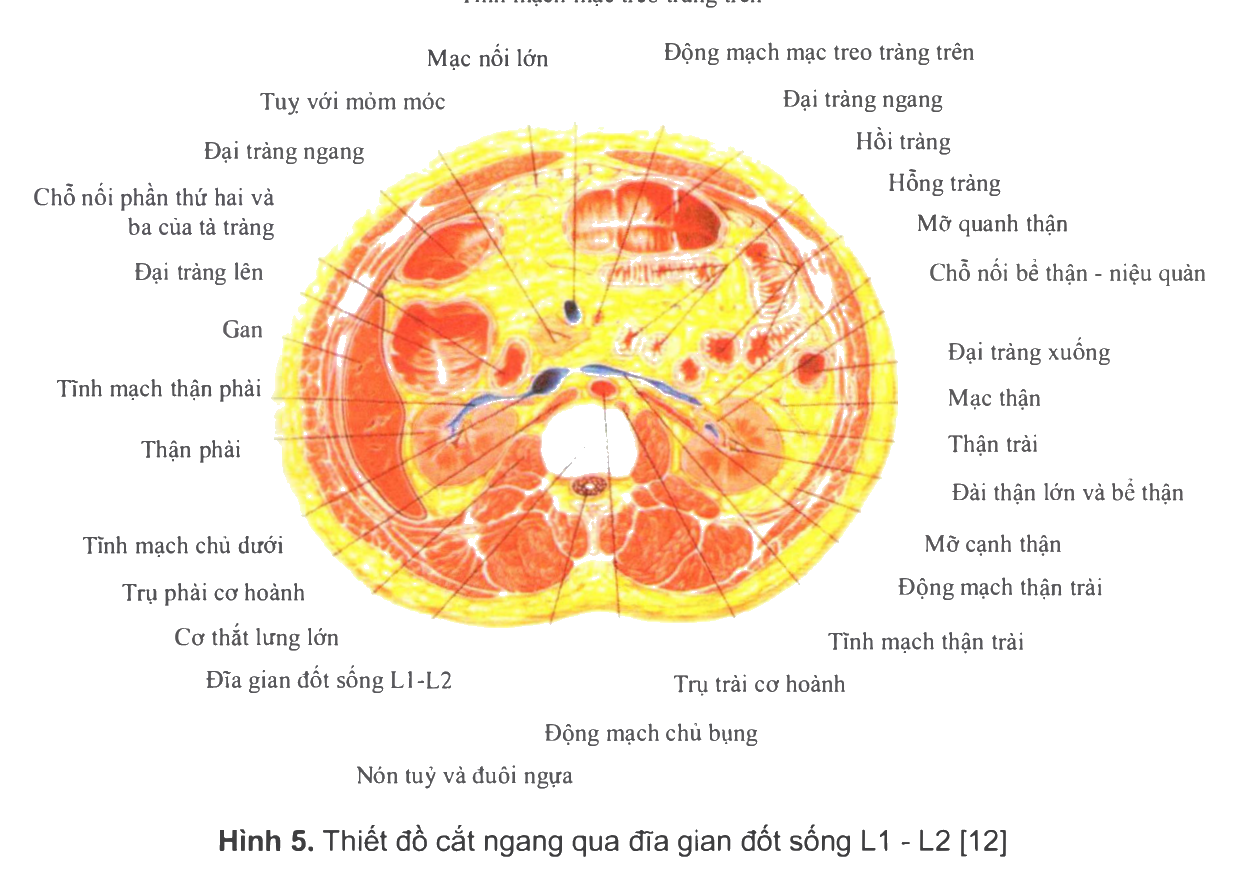 Mạc nối lớn
Động mạch mạc treo tràng trên
Tuỵ với mỏm móc
Đại tràng ngang
Đại tràng ngang
Hồi tràng
Chỗ nối phần thứ hai và
ba của tà tràng
Hỗng tràng
Mỡ quanh thận
Đại tràng lên
Chỗ nối bể thận - niệu quản
Gan
Đại tràng xuống
Tĩnh mạch thận phải
Mạc thận
Thận phải
Thận trái
Đài thận lớn và bể thận
Tĩnh mạch chủ dưới
Mỡ cạnh thận
Trụ phải cơ hoành
Động mạch thận trái
Cơ thắt lưng lớn
Tĩnh mạch thận trái
Đĩa gian đốt sống L1-L2
Trụ trái cơ hoành
Động mạch chủ bụng
Nón tuỷ và đuôi ngựa
Hình 5. Thiết đồ cắt ngang qua đĩa gian đốt sống L1 - L2 [12]